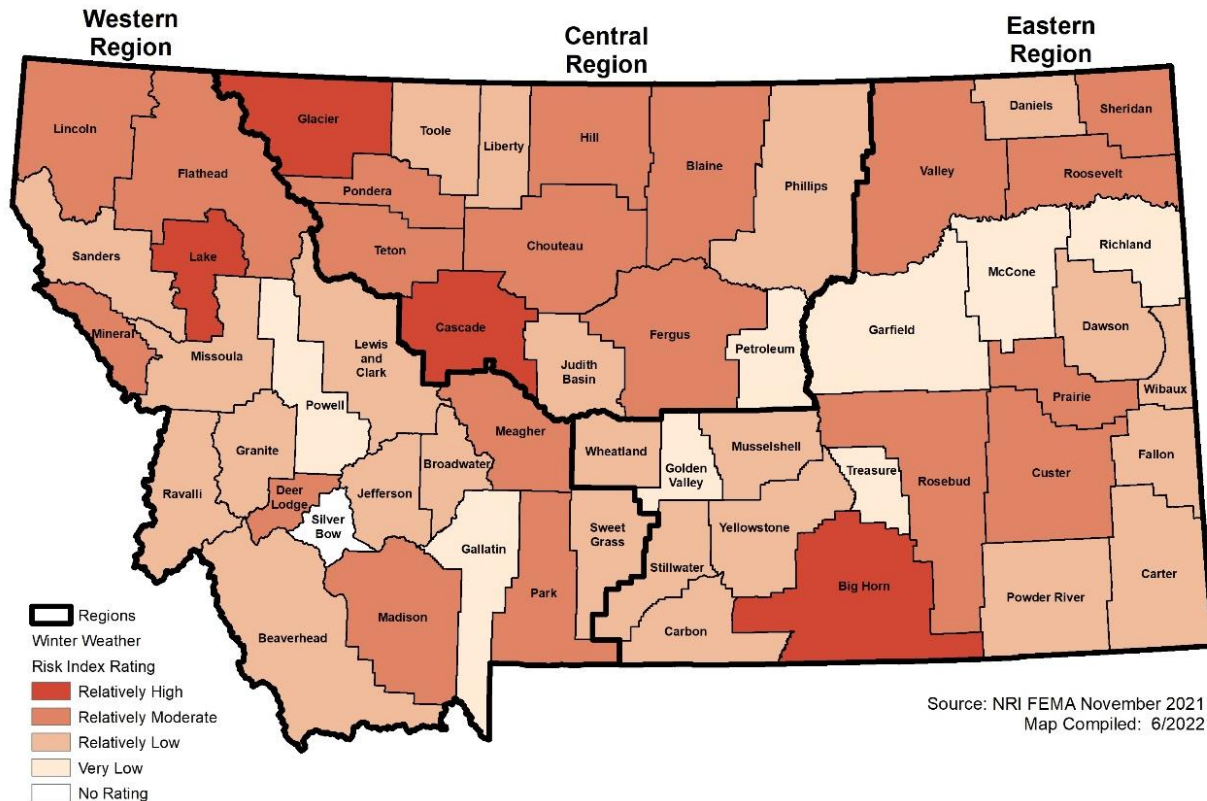 Western
Region
Central
Region
Eastern
Region
Lincoln
Flathead
Glacier
Toole
Liberty
Hill
Blaine
Phillips
Valley
Daniels
Sheridan
Roosevelt
Pondera
Teton
Chouteau
Sanders
Lake
Richland
McCone
Garfield
Dawson
Mineral
Missoula
Lewis
and
Clark
Cascade
Judith
Basin
Fergus
Petroleum
Wibaux
Prairie
Powell
Meagher
Wheatland
Golden
Valley
Musselshell
Treasure
Rosebud
Custer
Fallon
Ravalli
Granite
Deer
Lodge
Silver
Bow
Jefferson
Broadwater
Gallatin
Park
Sweet
Grass
Stillwater
Yellowstone
Big Horn
Powder River
Carter
Beaverhead
Madison
Carbon
Regions
Winter Weather
Risk Index Rating
Relatively High
Relatively Moderate
Relatively Low
Very Low
No Rating
Source: NRI FEMA November 2021
Map Compiled: 6/2022